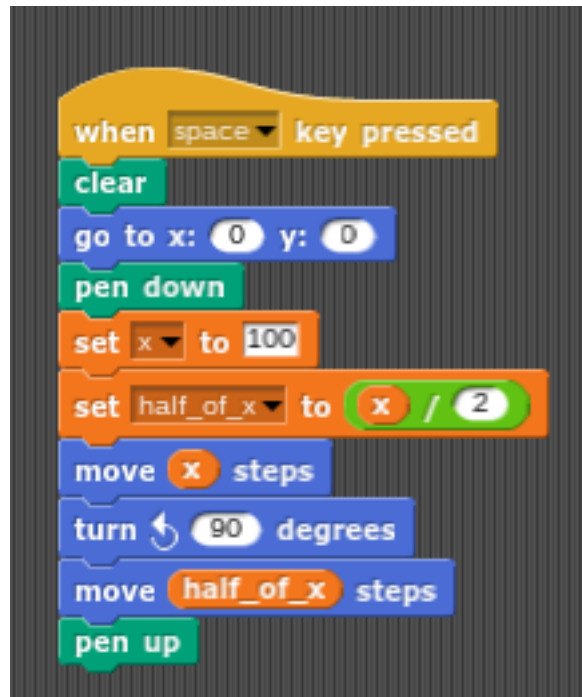 when space key pressed
clear
go to x: 0 y: 0
pen down
set x to 100
set half_of_x to x / 2
move x steps
turn 90 degrees
move half_of_x steps
pen up